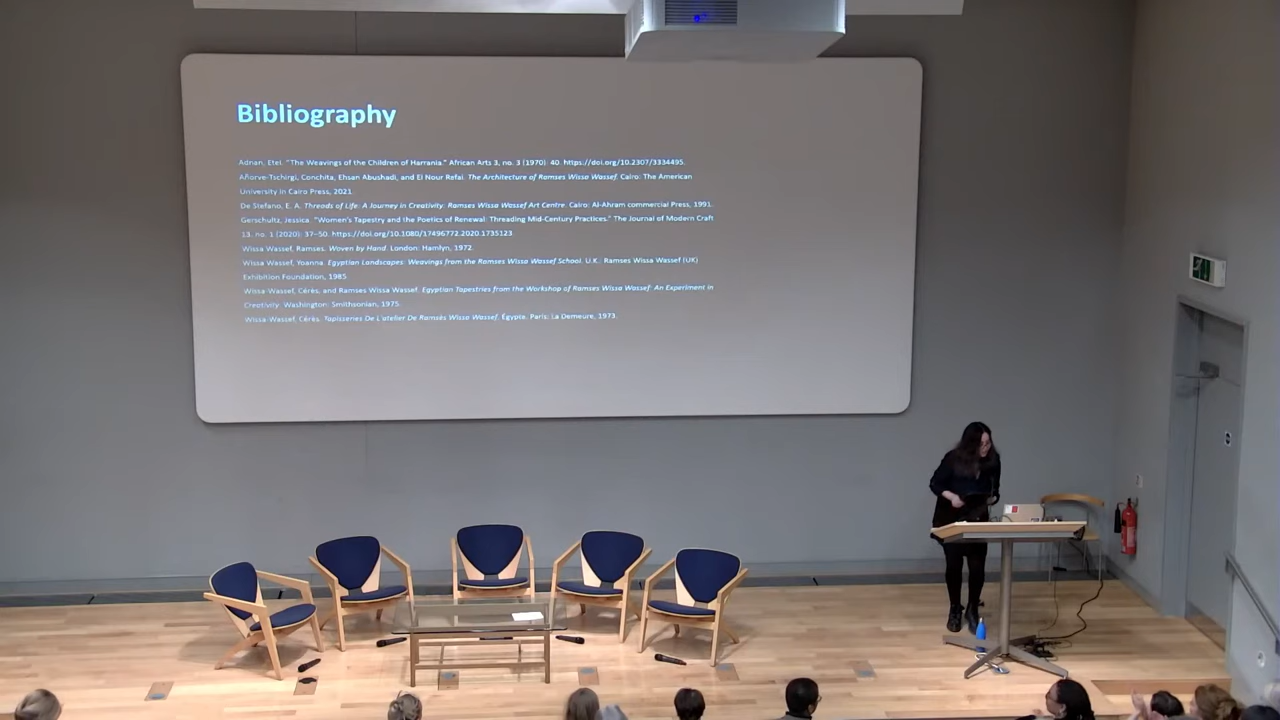 Bibliography
Adnan, Etel. "The Weavings of the Children of Harrania." African Arts 3, no. 3 (1970): 40. https://doi.org/10.2307/3334495.
Añorve-Tschirgi, Conchita, Ehsan Abushadi, and El Nour Refai. The Architecture of Ramses Wissa Wassef. Cairo: The American
University in Cairo Press, 2021.
De Stefano, E. A. Threads of Life: A Journey in Creativity: Ramses Wissa Wassef Art Centre. Cairo: Al-Ahram commercial Press, 1991.
Gerschultz, Jessica. "Women's Tapestry and the Poetics of Renewal: Threading Mid-Century Practices." The Journal of Modern Craft
13, no. 1 (2020): 37–50. https://doi.org/10.1080/17496772.2020.1735123.
Wissa Wassef, Ramses. Woven by Hand. London: Hamlyn, 1972.
Wissa Wassef, Yoanna. Egyptian Landscapes: Weavings from the Ramses Wissa Wassef School. U.K.: Ramses Wissa Wassef (UK)
Exhibition Foundation, 1985.
Wissa-Wassef, Cérès, and Ramses Wissa Wassef. Egyptian Tapestries from the Workshop of Ramses Wissa Wassef: An Experiment in
Creativity. Washington: Smithsonian, 1975.
Wissa-Wassef, Cérès. Tapisseries De L'atelier De Ramsès Wissa Wassef. Égypte. Paris: La Demeure, 1973.